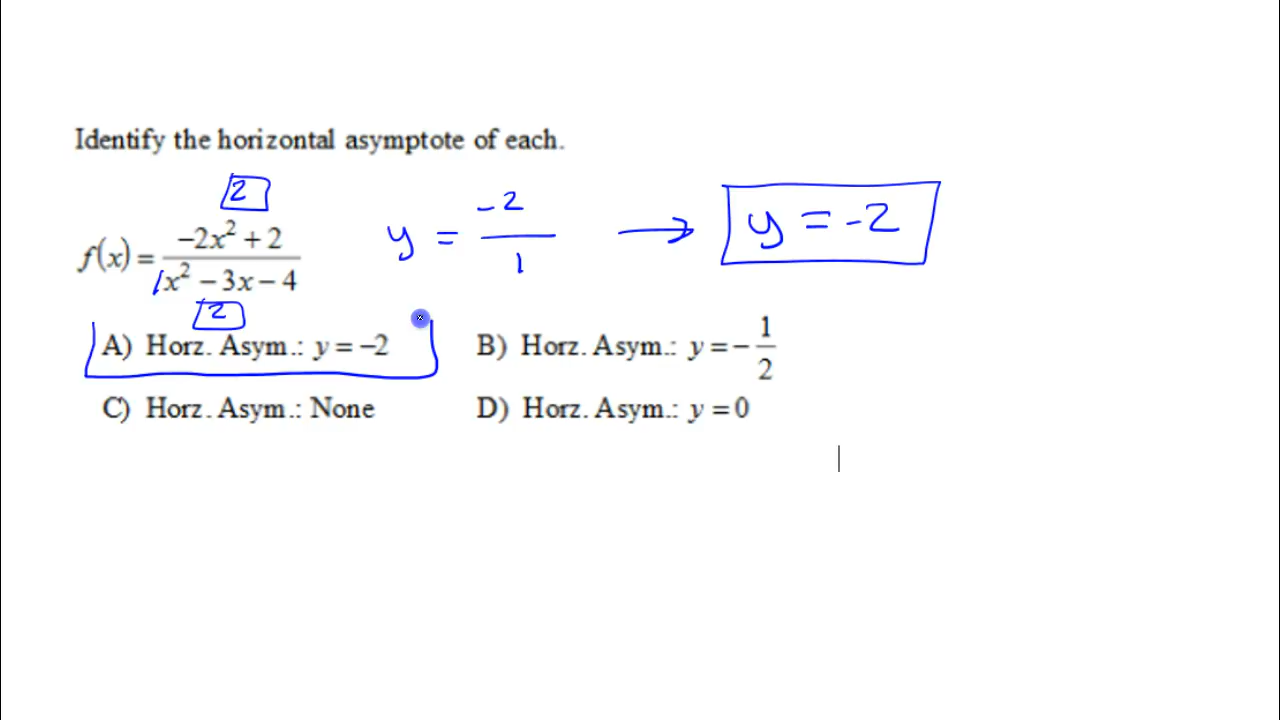 Identify the horizontal asymptote of each.
2
f(x) = (-2x² + 2)/(1x² - 3x - 4)
2
y = -2/1 → y = -2
A) Horz. Asym.: y = -2
B) Horz. Asym.: y = -1/2
C) Horz. Asym.: None
D) Horz. Asym.: y = 0